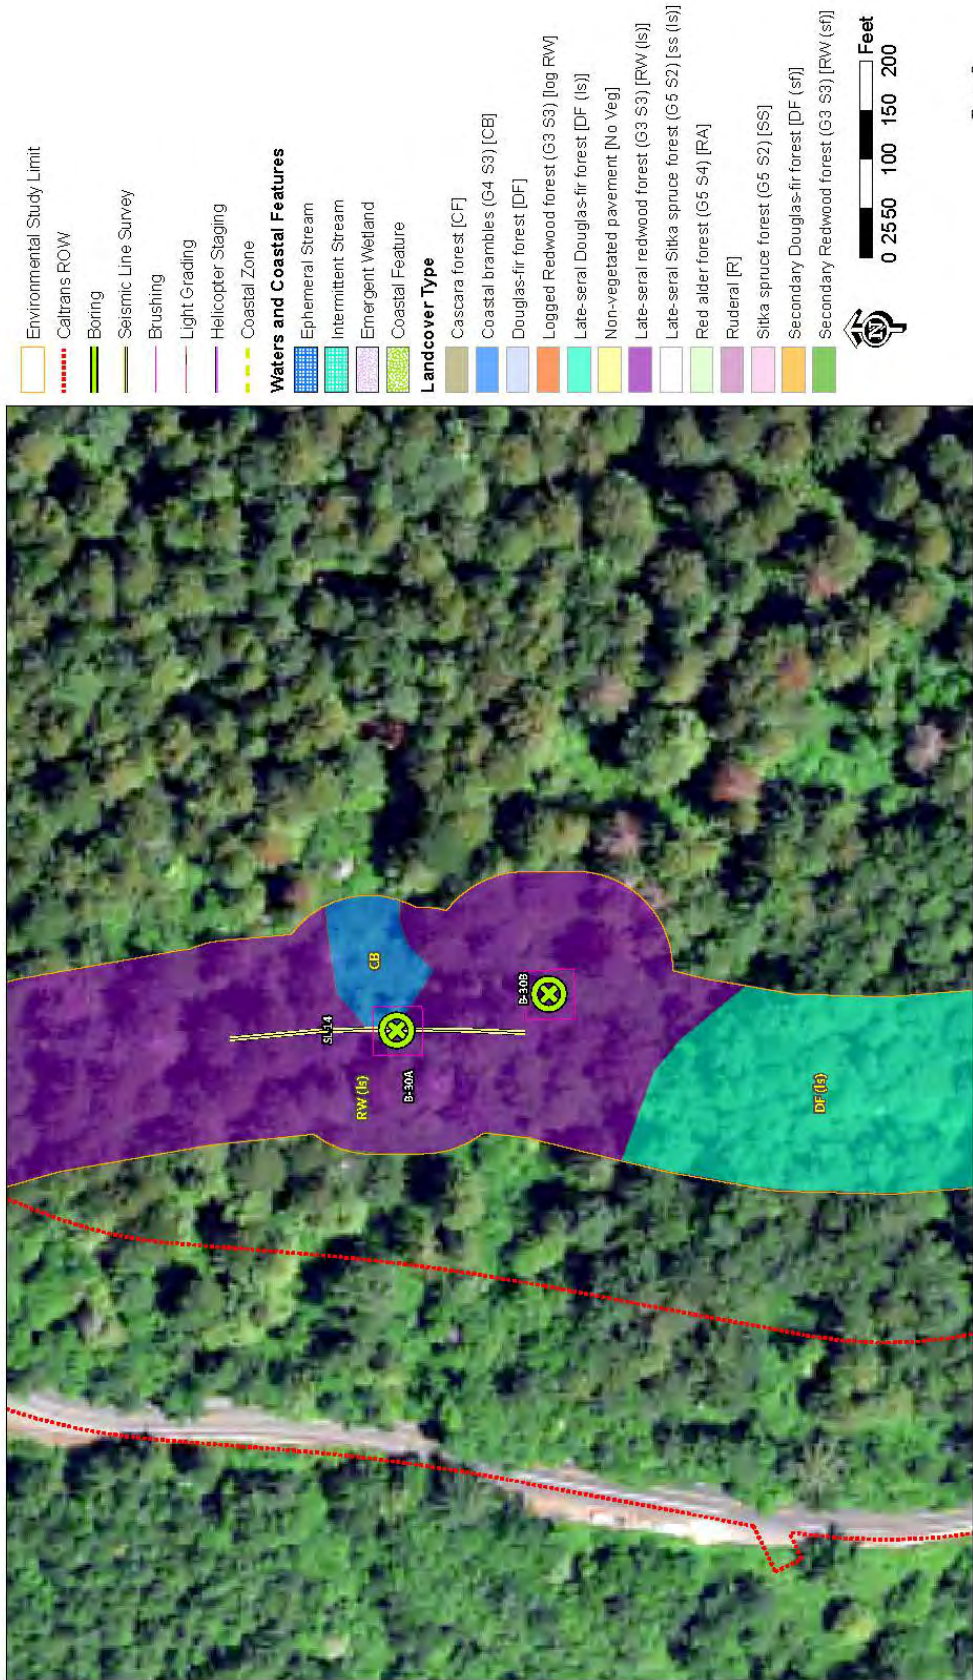 Environmental Study Limit
Caltrans ROW
Boring
Seismic Line Survey
Brushing
Light Grading
Helicopter Staging
Coastal Zone
Waters and Coastal Features
Ephemeral Stream
Intermittent Stream
Emergent Wetland
Coastal Feature
Landcover Type
Cascara forest [CF]
Coastal brambles (G4 S3) [CB]
Douglas-fir forest [DF]
Logged Redwood forest (G3 S3) [log RW]
Late-seral Douglas-fir forest [DF (ls)]
Non-vegetated pavement [No Veg]
Late-seral redwood forest (G3 S3) [RW (ls)]
Late-seral Sitka spruce forest (G5 S2) [ss (ls)]
Red alder forest (G5 S4) [RA]
Ruderal [R]
Sitka spruce forest (G5 S2) [SS]
Secondary Douglas-fir forest [DF (sf)]
Secondary Redwood forest (G3 S3) [RW (sf)]
N
0 25 50 100 150 200
Feet
SL-14
CB
RW (ls)
B-30A
B-30B
DF (ls)